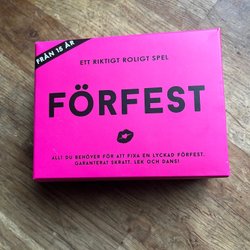 FRÅN 15 ÅR
ETT RIKTIGT ROLIGT SPEL
FÖRFEST
ALLT DU BEHÖVER FÖR ATT FIXA EN LYCKAD FÖRFEST.
GARANTERAT SKRATT, LEK OCH DANS!